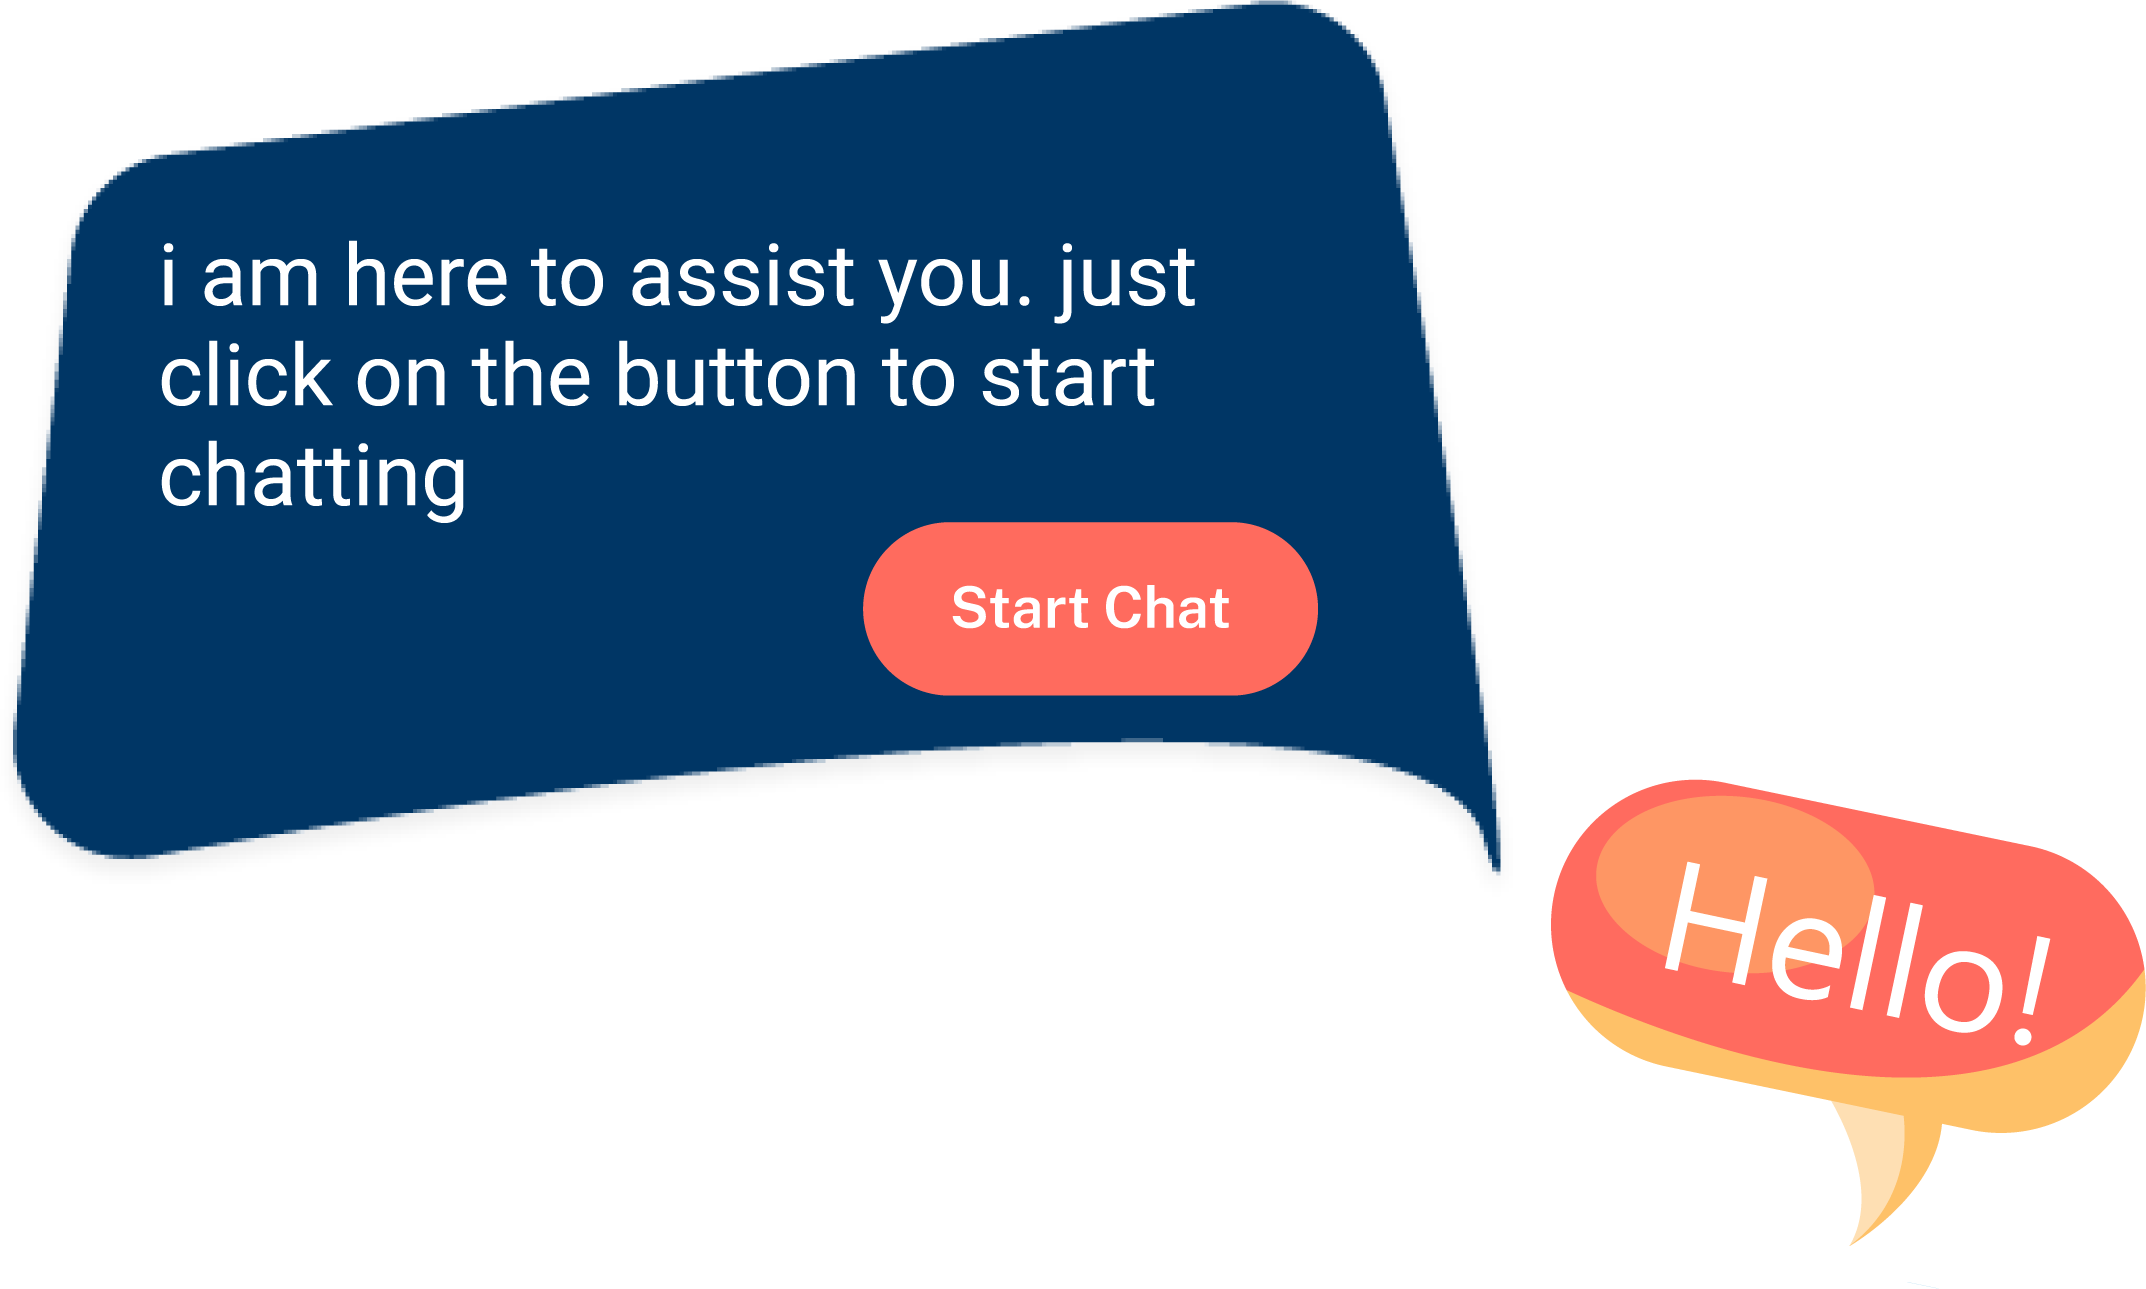 i am here to assist you. just
click on the button to start
chatting
Start Chat
Hello!